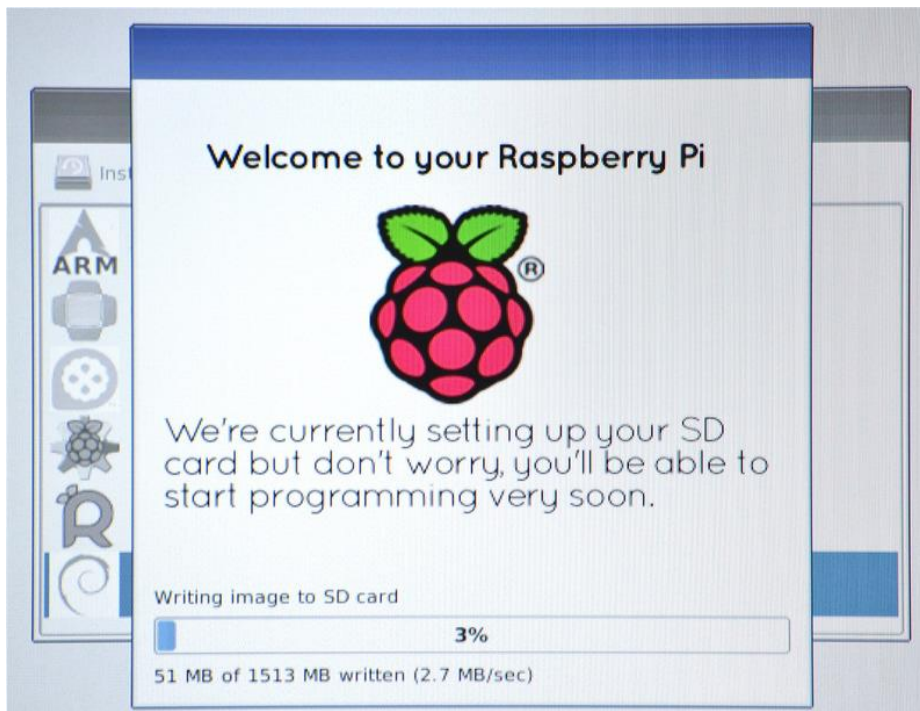 Welcome to your Raspberry Pi
®
Inst
ARM
We're currently setting up your SD
card but don't worry, you'll be able to
start programming very soon.
Writing image to SD card
3%
51 MB of 1513 MB written (2.7 MB/sec)